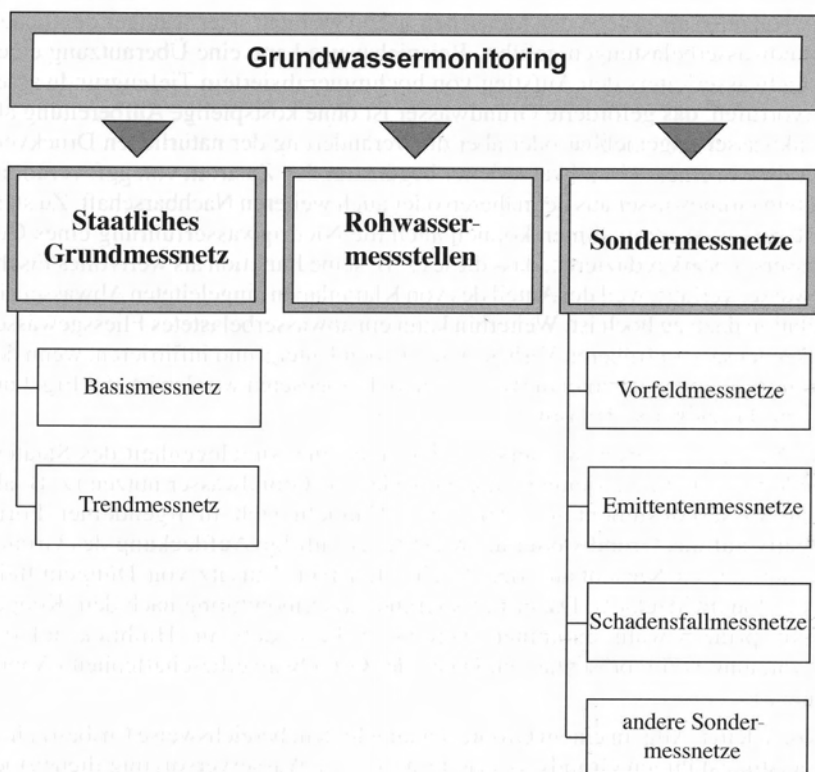 Grundwassermonitoring
Staatliches
Grundmessnetz
Rohwasser-
messstellen
Sondermessnetze
Basismessnetz
Trendmessnetz
Vorfeldmessnetze
Emittentenmessnetze
Schadensfallmessnetze
andere Sonder-
messnetze